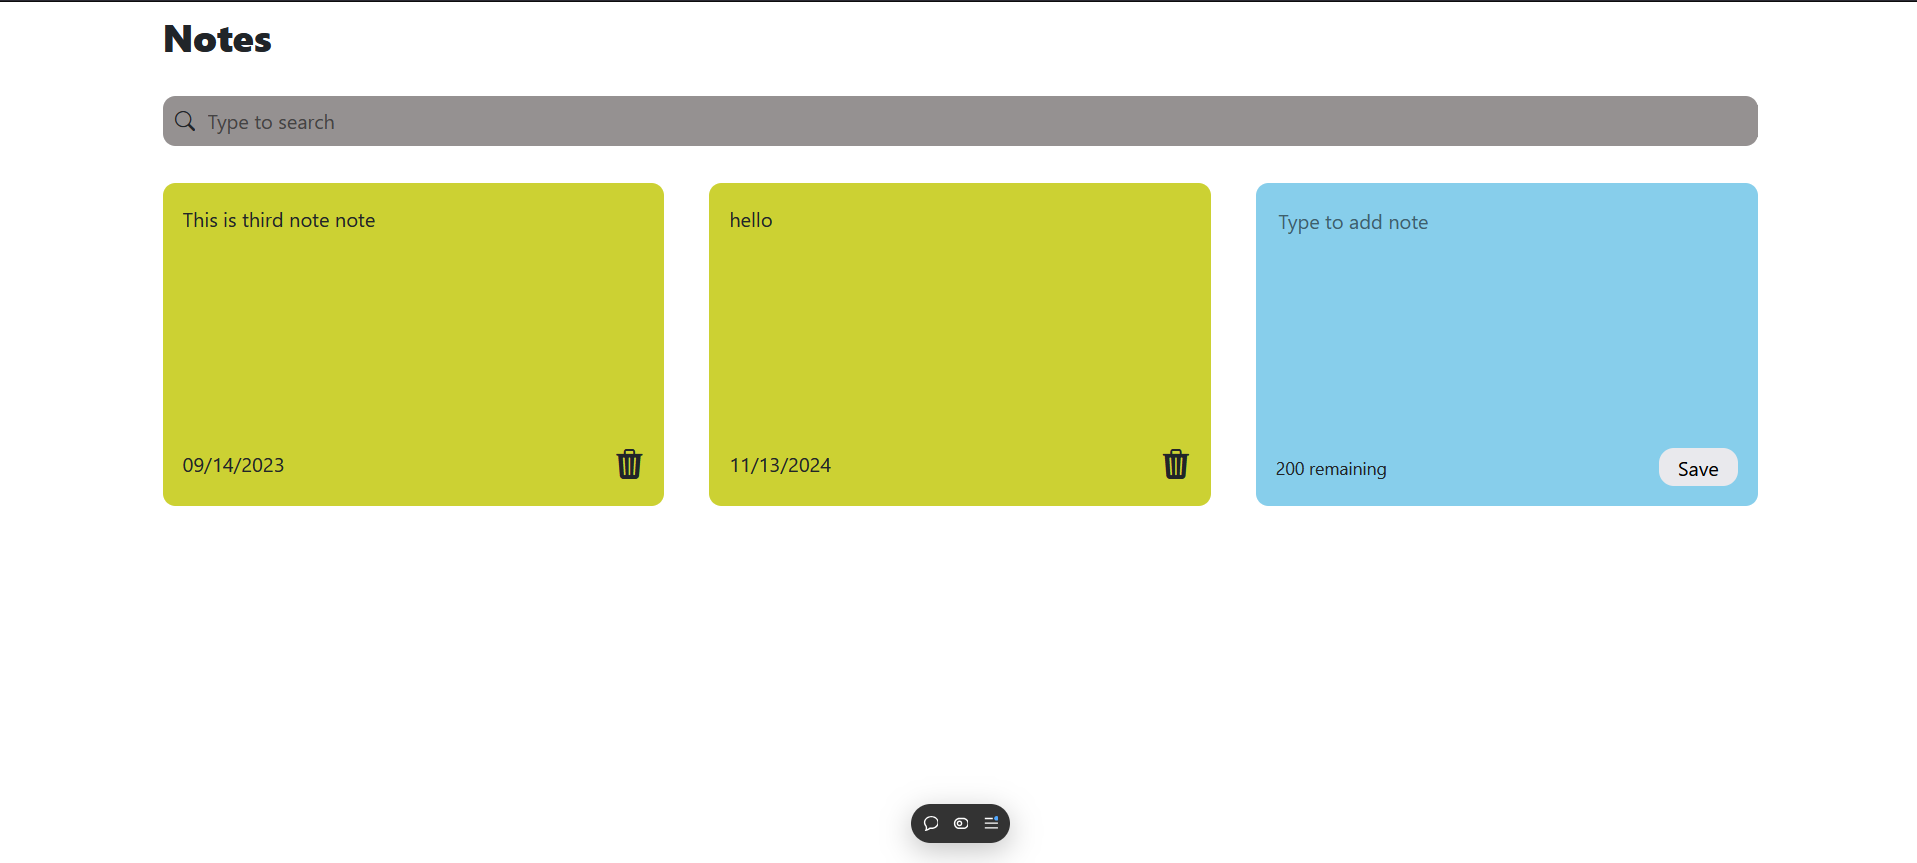 Notes
Type to search
This is third note note
09/14/2023
hello
11/13/2024
Type to add note
200 remaining
Save